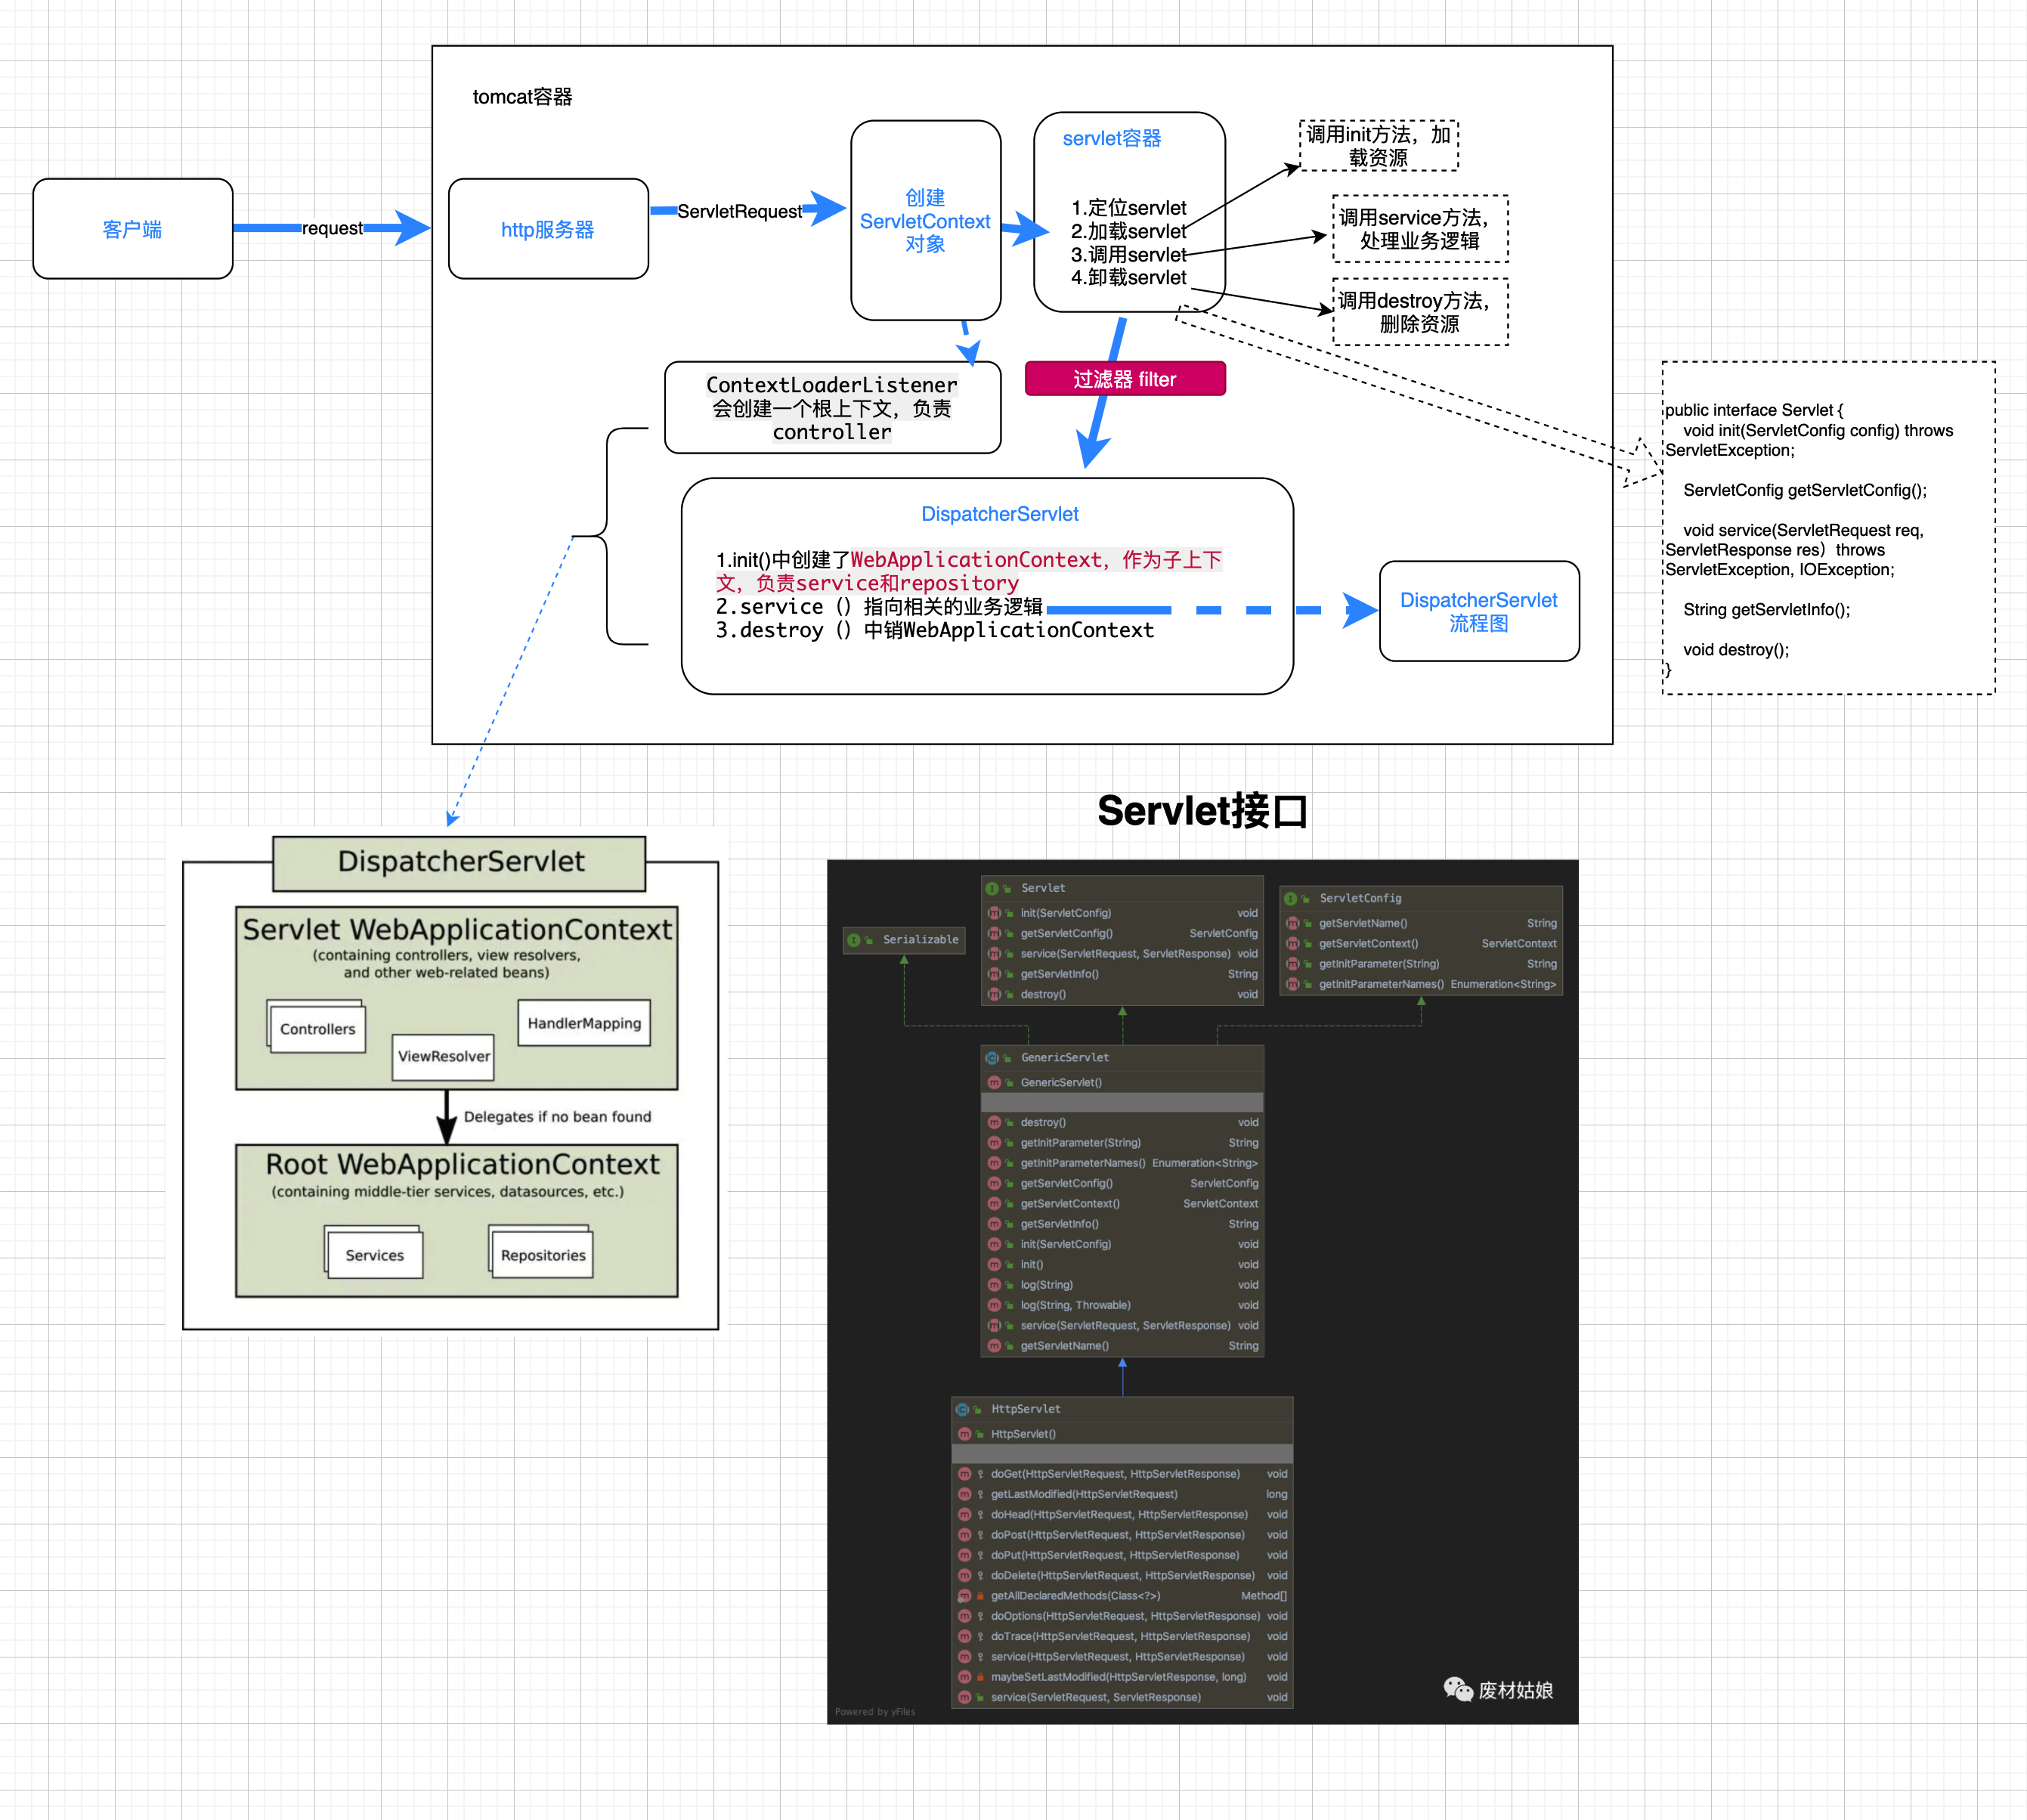 tomcat容器
客户端
request
http服务器
ServletRequest
创建
ServletContext
对象
servlet容器
1.定位servlet
2.加载servlet
3.调用servlet
4.卸载servlet
调用init方法，加
载资源
调用service方法，
处理业务逻辑
调用destroy方法，
删除资源
ContextLoaderListener
会创建一个根上下文，负责
controller
过滤器 filter
DispatcherServlet
1.init()中创建了WebApplicationContext，作为子上下
文，负责service和repository
2.service（）指向相关的业务逻辑
3.destroy（）中销WebApplicationContext
DispatcherServlet
流程图
public interface Servlet {
void init(ServletConfig config) throws
ServletException;
ServletConfig getServletConfig();
void service(ServletRequest req,
ServletResponse res）throws
ServletException, IOException;
String getServletInfo();
void destroy();
}
DispatcherServlet
Servlet WebApplicationContext
(containing controllers, view resolvers,
and other web-related beans)
Controllers
ViewResolver
HandlerMapping
Delegates if no bean found
Root WebApplicationContext
(containing middle-tier services, datasources, etc.)
Services
Repositories
Servlet接口
Serializable
Servlet
init(ServletConfig) void
getServletConfig() ServletConfig
service(ServletRequest, ServletResponse) void
getServletInfo() String
destroy() void
ServletConfig
getServletName() String
getServletContext() ServletContext
getInitParameter(String) String
getInitParameterNames() Enumeration<String>
GenericServlet
GenericServlet()
destroy() void
getInitParameter(String) String
getInitParameterNames() Enumeration<String>
getServletConfig() ServletConfig
getServletContext() ServletContext
getServletInfo() String
init(ServletConfig) void
init() void
log(String) void
log(String, Throwable) void
service(ServletRequest, ServletResponse) void
getServletName() String
HttpServlet
HttpServlet()
doGet(HttpServletRequest, HttpServletResponse) void
getLastModified(HttpServletRequest) long
doHead(HttpServletRequest, HttpServletResponse) void
doPost(HttpServletRequest, HttpServletResponse) void
doPut(HttpServletRequest, HttpServletResponse) void
doDelete(HttpServletRequest, HttpServletResponse) void
getAllDeclaredMethods(Class<?>) Method[]
doOptions(HttpServletRequest, HttpServletResponse) void
doTrace(HttpServletRequest, HttpServletResponse) void
service(HttpServletRequest, HttpServletResponse) void
maybeSetLastModified(HttpServletResponse, long) void
service(ServletRequest, ServletResponse) void
Powered by yFiles
废材姑娘